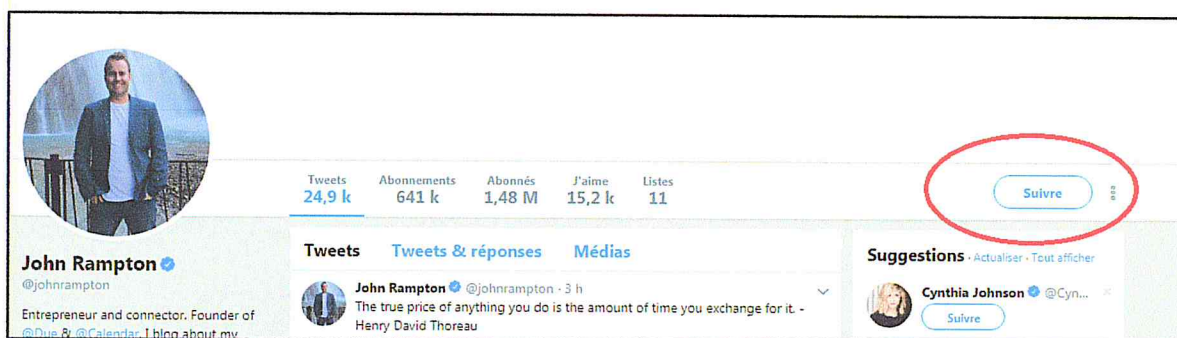 Tweets Abonnements Abonnés J'aime Listes
24,9 k 641 k 1,48 M 15,2 k 11
Suivre
John Rampton
@johnrampton
Entrepreneur and connector. Founder of
@Due & @Calendar. I blog about my
Tweets Tweets & réponses Médias
John Rampton @johnrampton · 3 h
The true price of anything you do is the amount of time you exchange for it. -
Henry David Thoreau
Suggestions · Actualiser · Tout afficher
Cynthia Johnson @Cyn...
Suivre